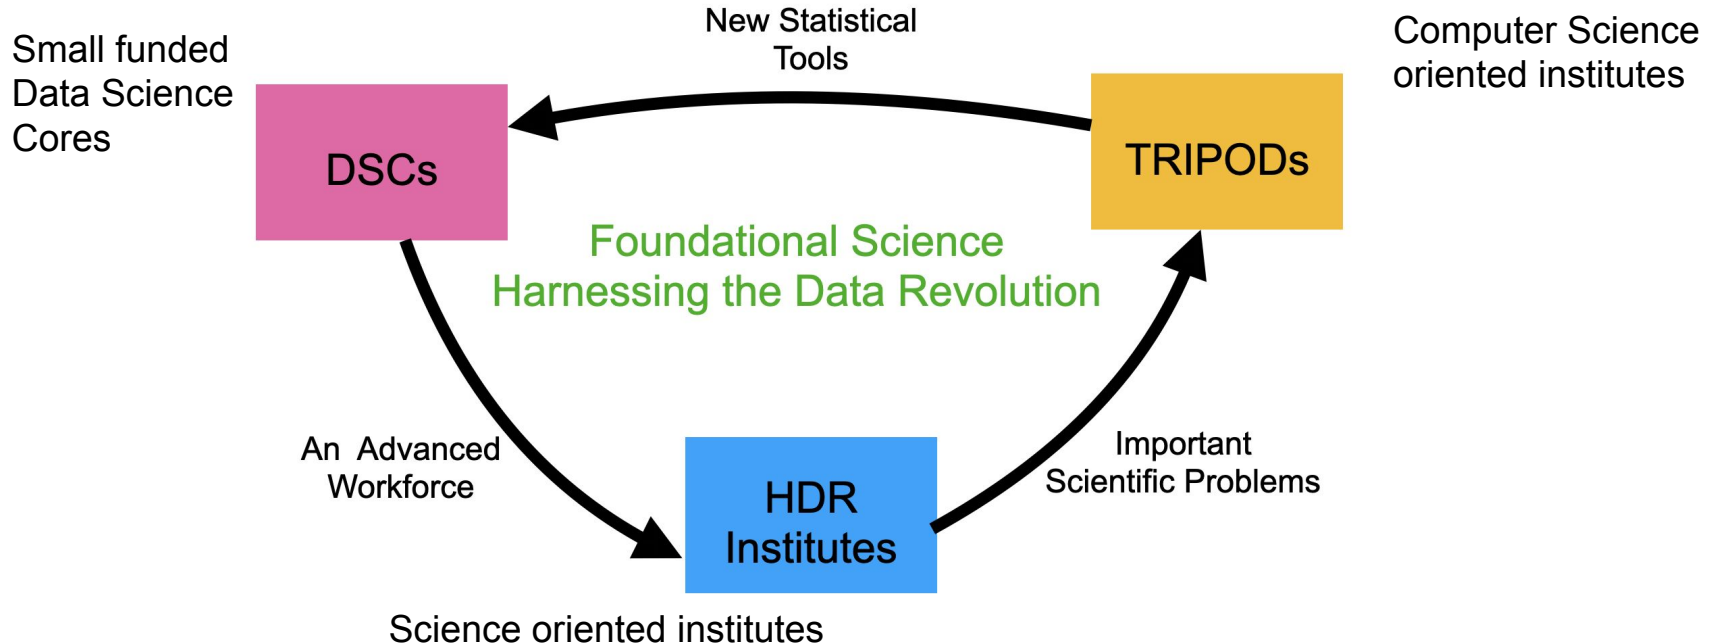 New Statistical
Tools
Small funded
Data Science
Cores
Computer Science
oriented institutes
DSCs
TRIPODs
Foundational Science
Harnessing the Data Revolution
An  Advanced
Workforce
Important
Scientific Problems
HDR
Institutes
Science oriented institutes